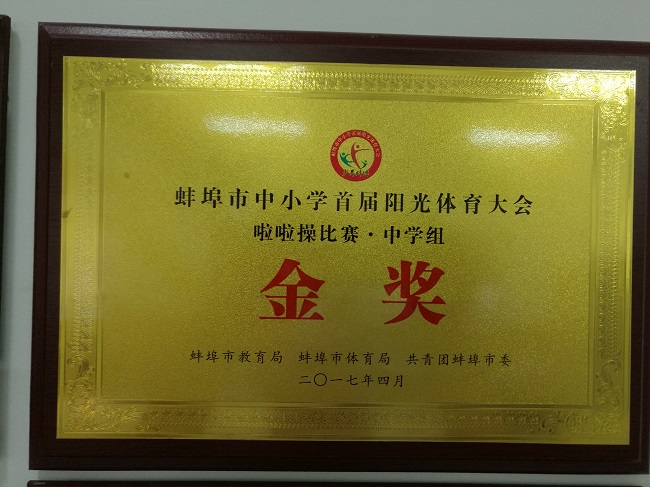 蚌埠市中小学首届阳光体育大会
啦啦操比赛·中学组
金奖
蚌埠市教育局 蚌埠市体育局 共青团蚌埠市委
二〇一七年四月